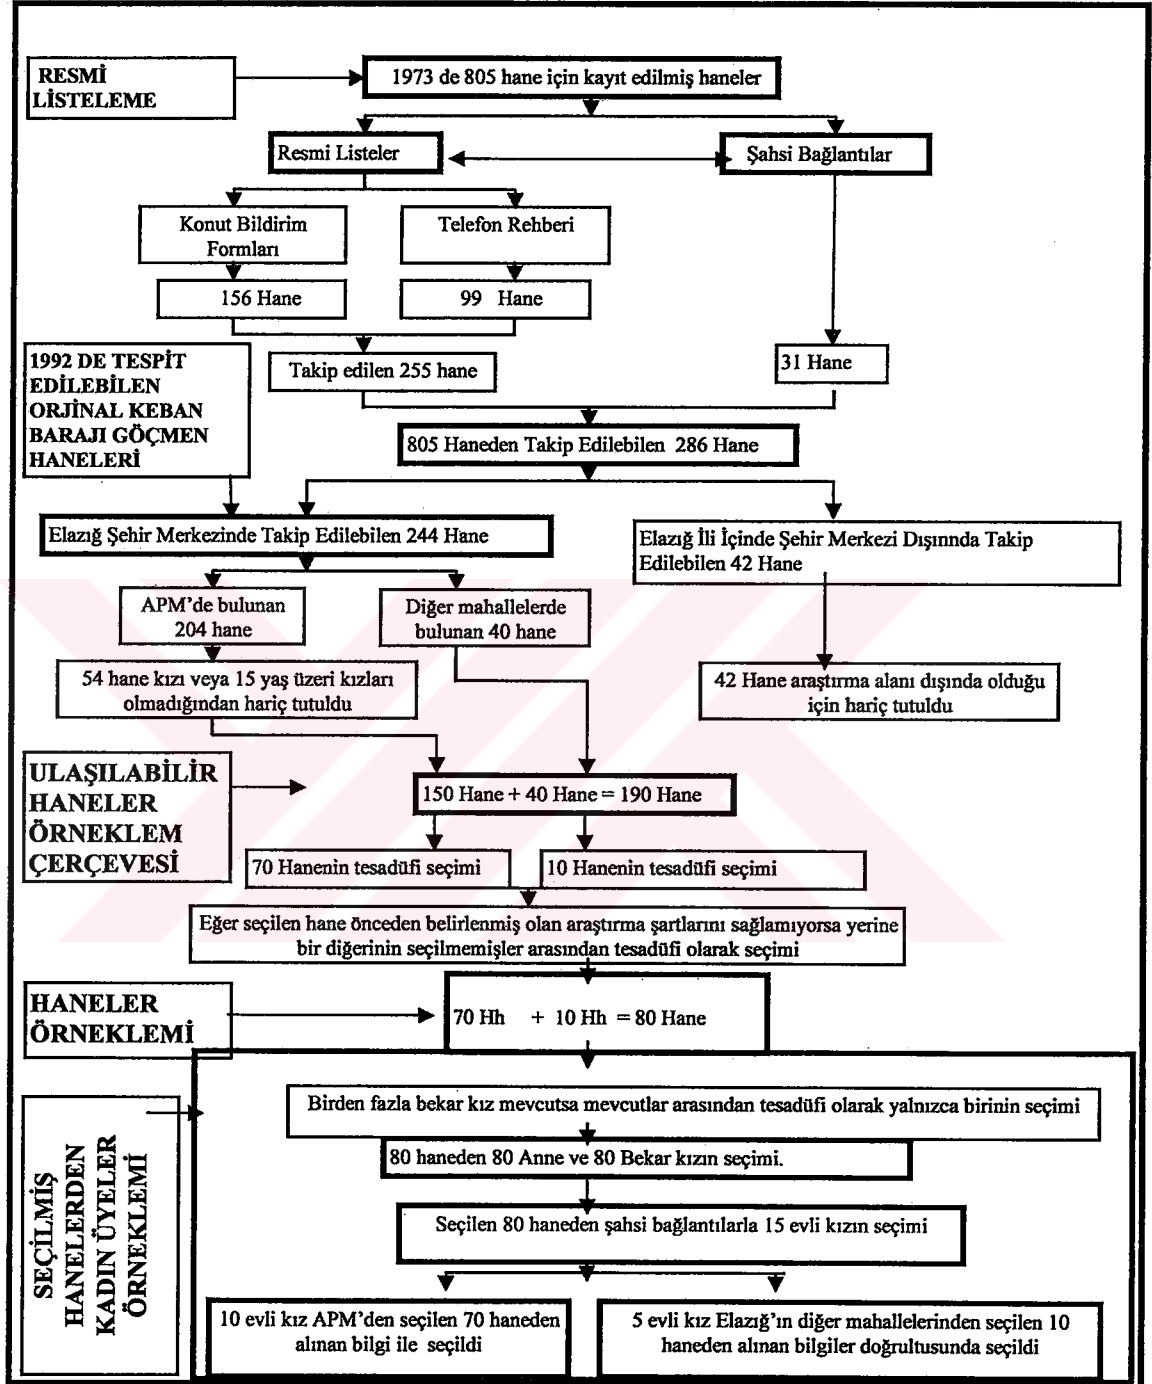 RESMİ
LİSTELEME
1973 de 805 hane için kayıt edilmiş haneler
Resmi Listeler
Şahsi Bağlantılar
Konut Bildirim
Formları
Telefon Rehberi
156 Hane
99 Hane
31 Hane
1992 DE TESPİT
EDİLEBİLEN
ORJİNAL KEBAN
BARAJI GÖÇMEN
HANELERİ
Takip edilen 255 hane
805 Haneden Takip Edilebilen 286 Hane
Elazığ Şehir Merkezinde Takip Edilebilen 244 Hane
Elazığ İli İçinde Şehir Merkezi Dışınnda Takip
Edilebilen 42 Hane
APM'de bulunan
204 hane
Diğer mahallelerde
bulunan 40 hane
54 hane kızı veya 15 yaş üzeri kızları
olmadığından hariç tutuldu
42 Hane araştırma alanı dışında olduğu
için hariç tutuldu
ULAŞILABİLİR
HANELER
ÖRNEKLEM
ÇERÇEVESİ
150 Hane + 40 Hane = 190 Hane
70 Hanenin tesadüfi seçimi
10 Hanenin tesadüfi seçimi
Eğer seçilen hane önceden belirlenmiş olan araştırma şartlarını sağlamıyorsa yerine
bir diğerinin seçilmemişler arasından tesadüfi olarak seçimi
HANELER
ÖRNEKLEMİ
70 Hh + 10 Hh = 80 Hane
SEÇİLMİŞ
HANELERDEN
KADIN ÜYELER
ÖRNEKLEMİ
Birden fazla bekar kız mevcutsa mevcutlar arasından tesadüfi olarak yalnızca birinin seçimi
80 haneden 80 Anne ve 80 Bekar kızın seçimi.
Seçilen 80 haneden şahsi bağlantılarla 15 evli kızın seçimi
10 evli kız APM'den seçilen 70 haneden
alınan bilgi ile seçildi
5 evli kız Elazığ'ın diğer mahallelerinden seçilen 10
haneden alınan bilgiler doğrultusunda seçildi